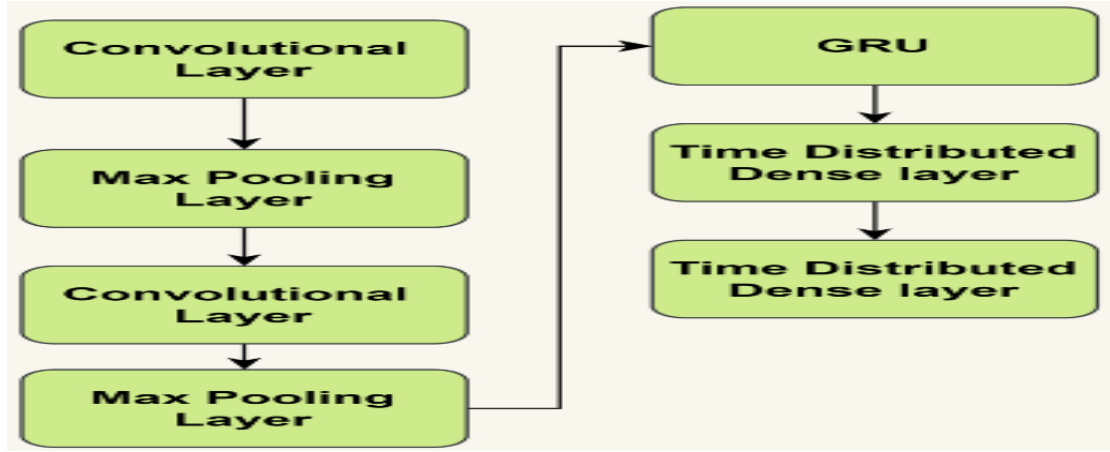 Convolutional
Layer
Max Pooling
Layer
Convolutional
Layer
Max Pooling
Layer
GRU
Time Distributed
Dense layer
Time Distributed
Dense layer